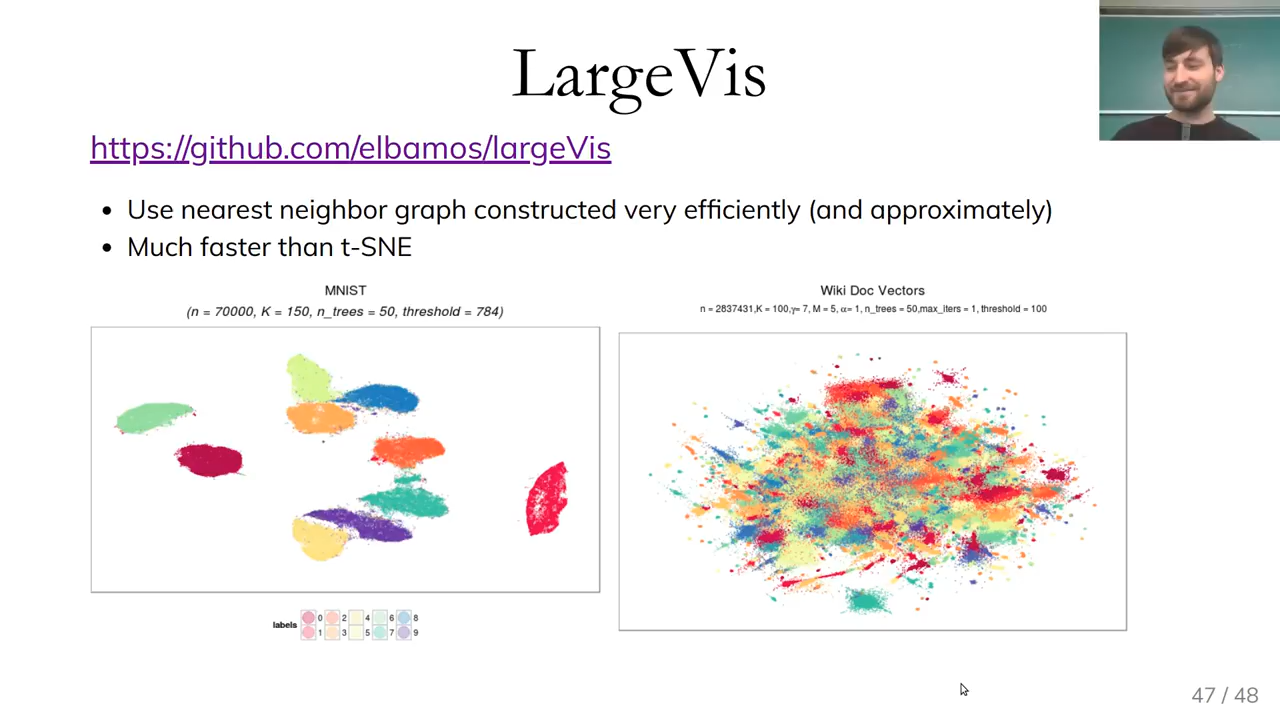 LargeVis
https://github.com/elbamos/largeVis
• Use nearest neighbor graph constructed very efficiently (and approximately)
• Much faster than t-SNE
MNIST
(n = 70000, K = 150, n_trees = 50, threshold = 784)
Wiki Doc Vectors
n = 2837431,K = 100,γ= 7, M = 5, α= 1, n_trees = 50,max_iters = 1, threshold = 100
labels
0 2 4 6 8
1 3 5 7 9
47 / 48